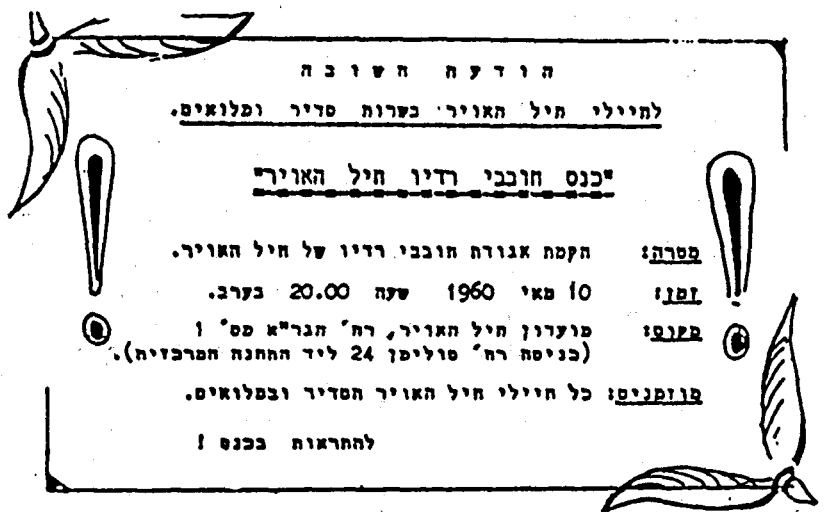 הודעה חשובה
לחיילי חיל האויר בשרות סדיר ומלואים.
"כנס חובבי רדיו חיל האויר"
מטרה: הקמת אגודת חובבי רדיו של חיל האויר.
זמן: 10 מאי 1960 שעה 20.00 בערב.
מקום: מועדון חיל האויר, רח' הגר"א מס' 1
(כניסה רח' סולימן 24 ליד התחנה המרכזית).
מוזמנים: כל חיילי חיל האויר הסדיר ובמלואים.
להתראות בכנס !